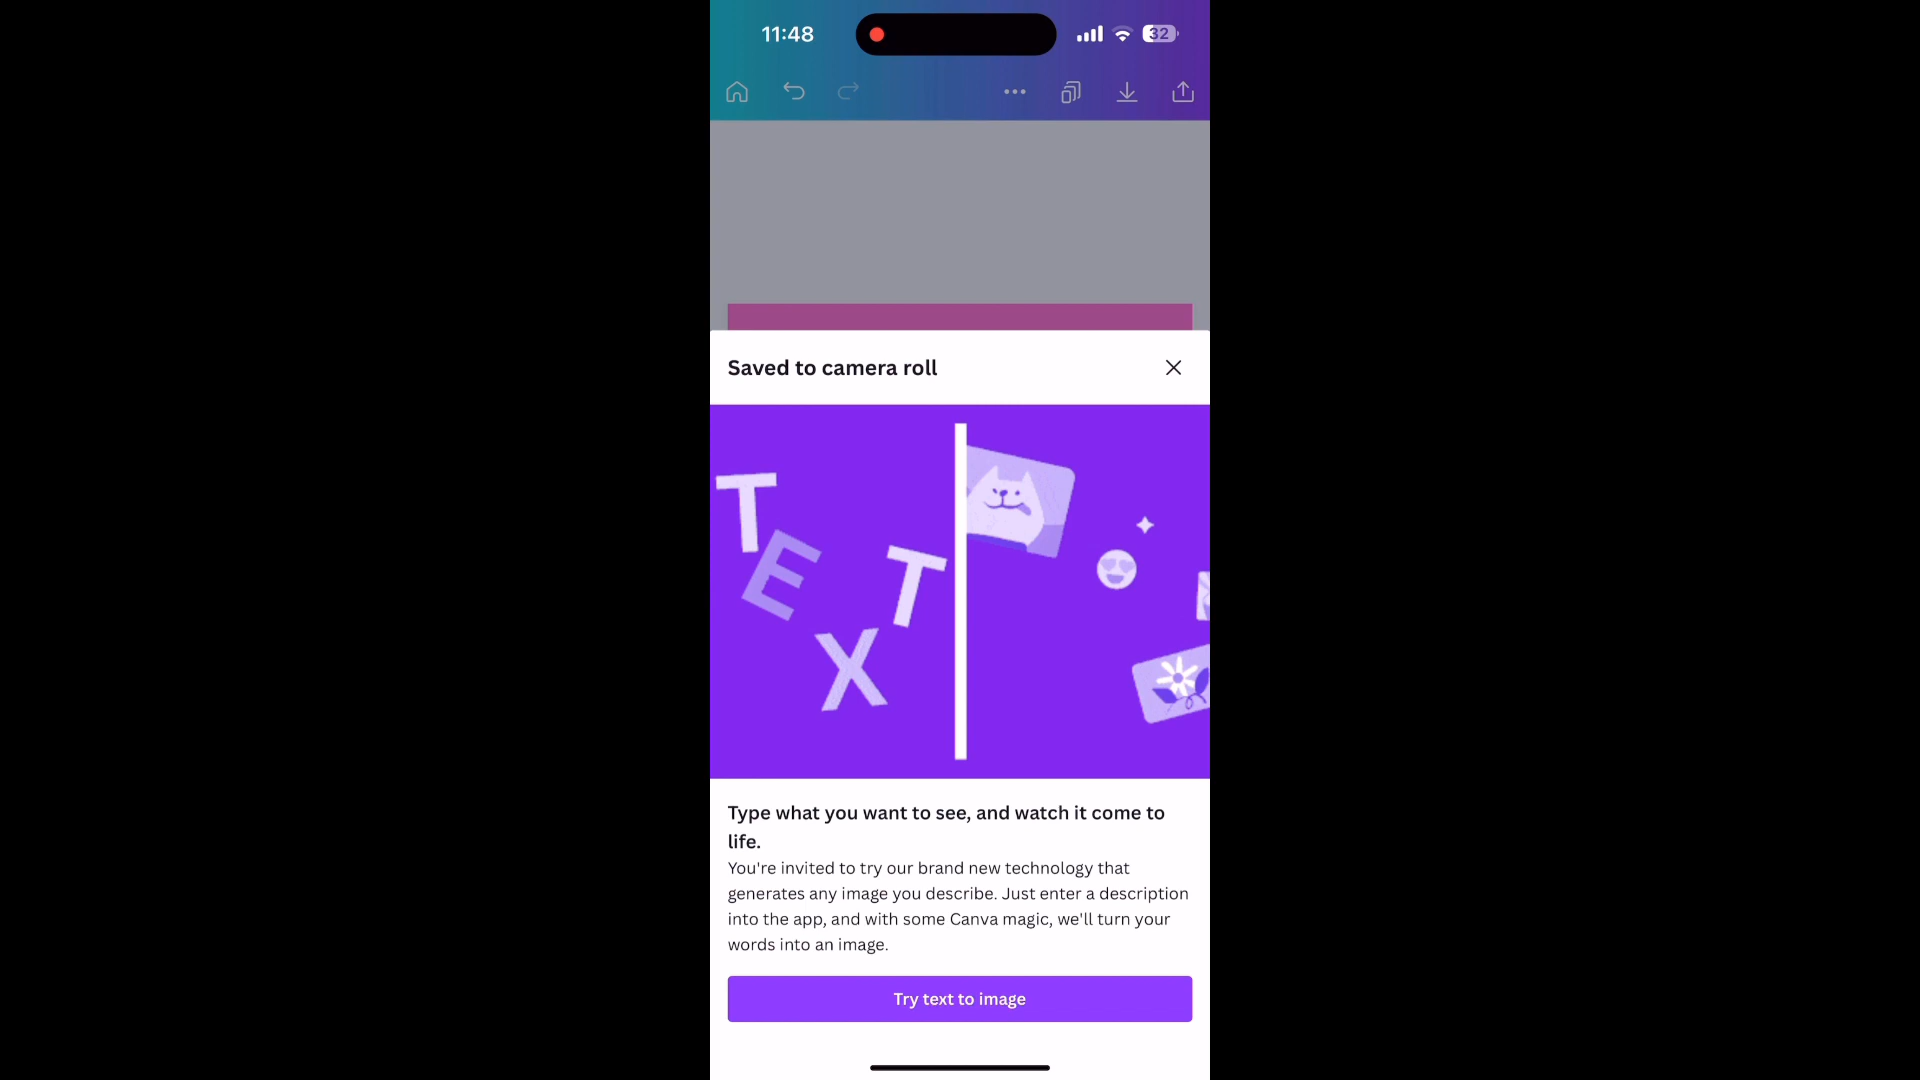 11:48
32
Saved to camera roll
TEXT
Type what you want to see, and watch it come to
life.
You're invited to try our brand new technology that
generates any image you describe. Just enter a description
into the app, and with some Canva magic, we'll turn your
words into an image.
Try text to image